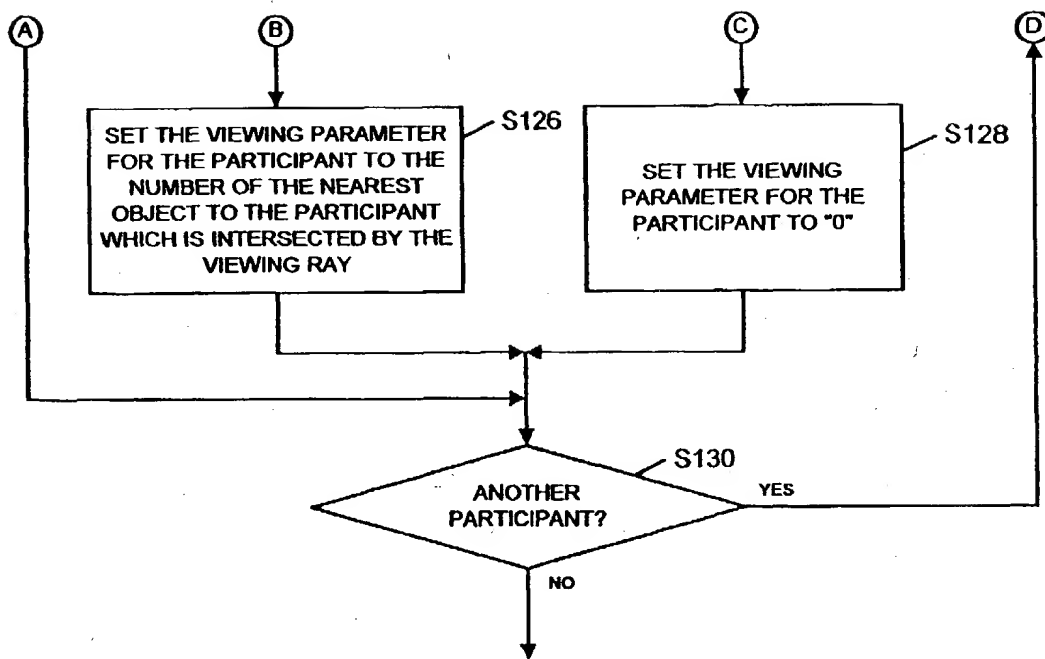 A
B
C
D
SET THE VIEWING PARAMETER
FOR THE PARTICIPANT TO THE
NUMBER OF THE NEAREST
OBJECT TO THE PARTICIPANT
WHICH IS INTERSECTED BY THE
VIEWING RAY
S126
SET THE VIEWING
PARAMETER FOR THE
PARTICIPANT TO "0"
S128
S130
ANOTHER
PARTICIPANT?
YES
NO